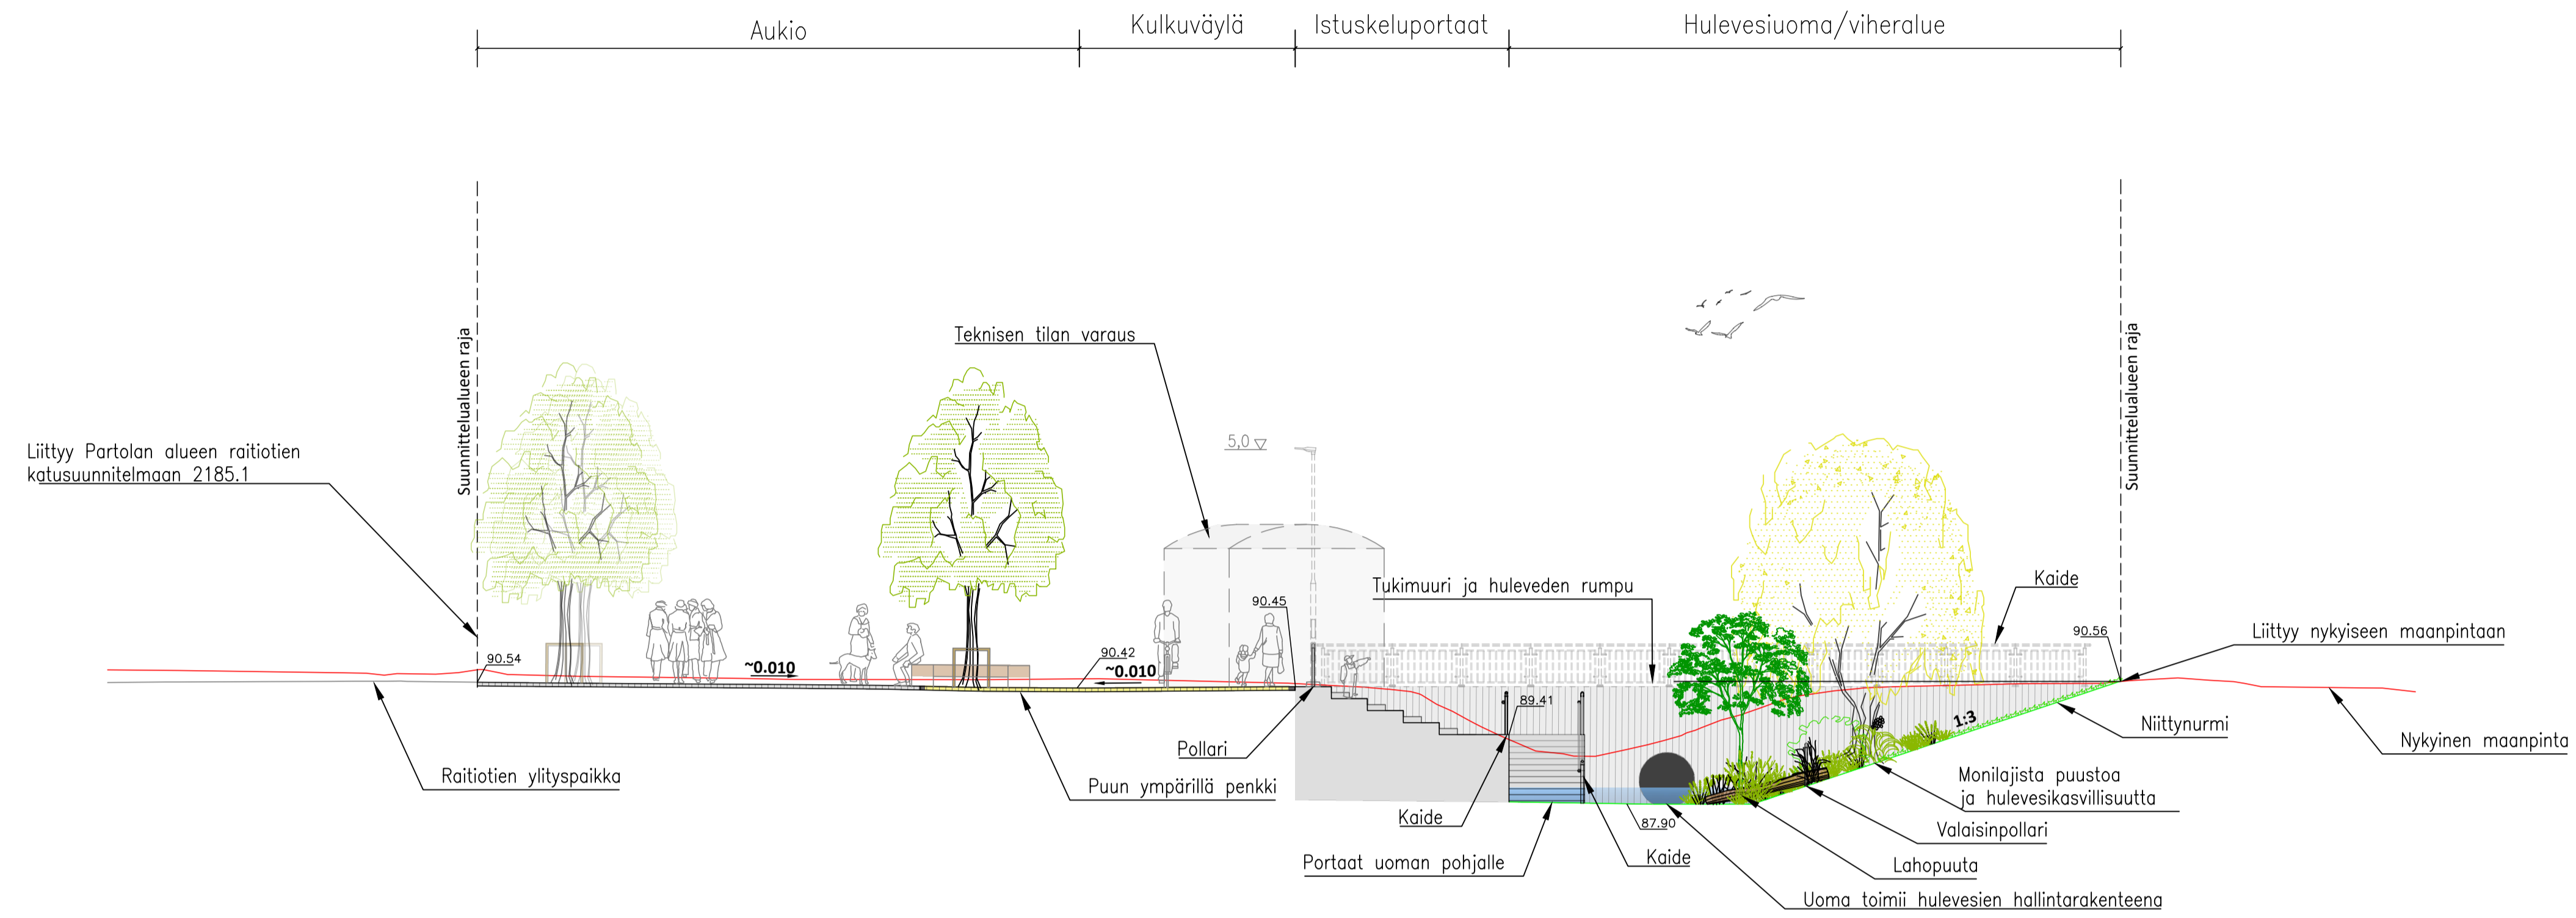 Aukio
Kulkuväylä
Istuskeluportaat
Hulevesiuoma/viheralue
Suunnittelualueen raja
Suunnittelualueen raja
Teknisen tilan varaus
5,0
Liittyy Partolan alueen raitiotien
katusuunnitelmaan 2185.1
Tukimuuri ja huleveden rumpu
Kaide
90.45
90.56
Liittyy nykyiseen maanpintaan
90.54
~0.010
90.42
~0.010
89.41
1:3
Niittynurmi
Pollari
Nykyinen maanpinta
Raitiotien ylityspaikka
Puun ympärillä penkki
Monilajista puustoa
ja hulevesikasvillisuutta
Kaide
87.90
Valaisinpollari
Portaat uoman pohjalle
Kaide
Lahopuuta
Uoma toimii hulevesien hallintarakenteena